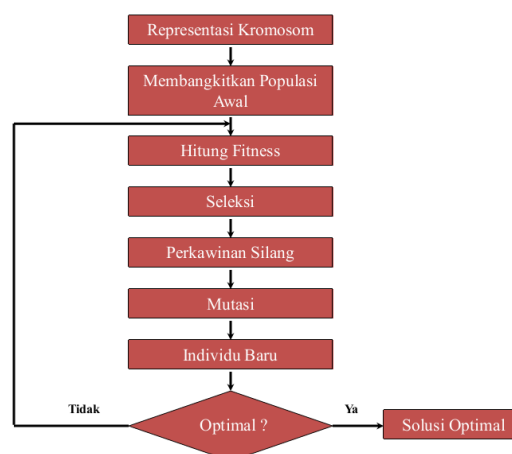 Representasi Kromosom
Membangkitkan Populasi
Awal
Hitung Fitness
Seleksi
Perkawinan Silang
Mutasi
Individu Baru
Tidak
Optimal ?
Ya
Solusi Optimal